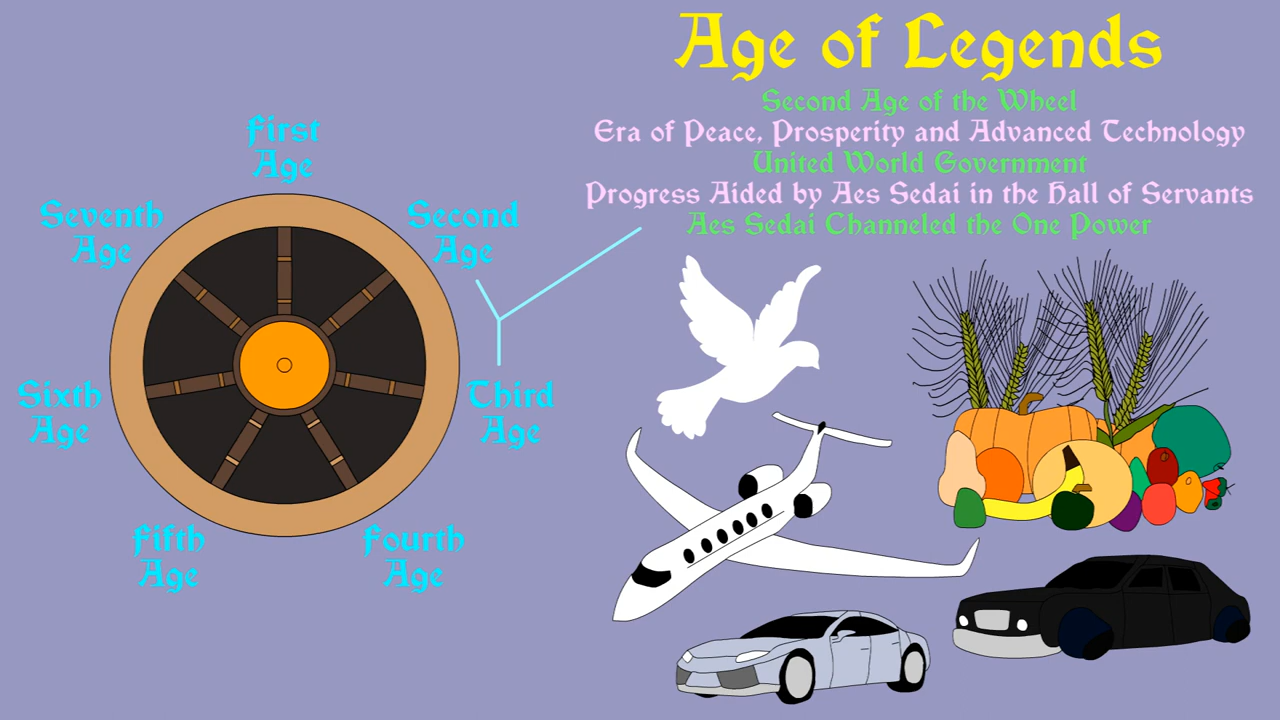 Age of Legends
Second Age of the Wheel
Era of Peace, Prosperity and Advanced Technology
United World Government
Progress Aided by Aes Sedai in the Hall of Servants
Aes Sedai Channeled the One Power
First
Age
Second
Age
Third
Age
Fourth
Age
Fifth
Age
Sixth
Age
Seventh
Age